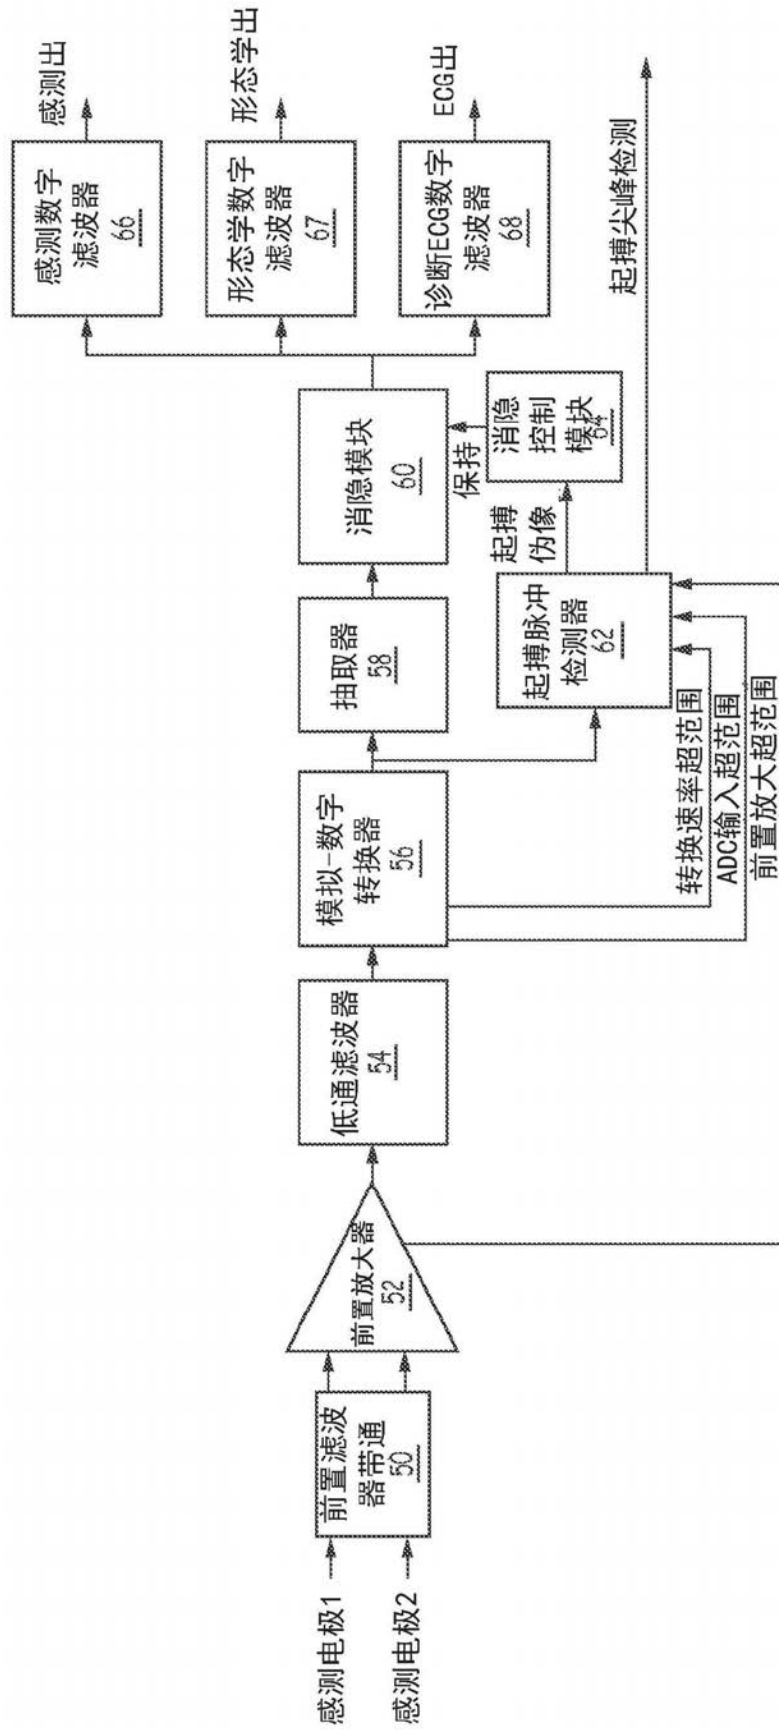 感测电极1
感测电极2
前置滤波
器带通
50
前置放大器
52
低通滤波器
54
模拟-数字
转换器
56
抽取器
58
消隐模块
60
保持
消隐
控制
模块
64
起搏
伪像
起搏脉冲
检测器
62
转换速率超范围
ADC输入超范围
前置放大超范围
起搏尖峰检测
感测数字
滤波器
66
感测出
形态学数字
滤波器
67
形态学出
诊断ECG数字
滤波器
68
ECG出